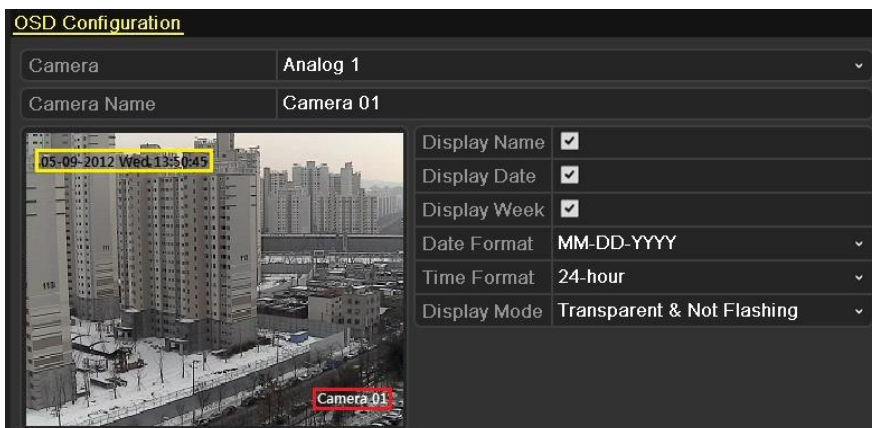 OSD Configuration
Camera Analog 1
Camera Name Camera 01
05-09-2012 Wed 13:50:45
113
112
Camera 01
Display Name
Display Date
Display Week
Date Format MM-DD-YYYY
Time Format 24-hour
Display Mode Transparent & Not Flashing